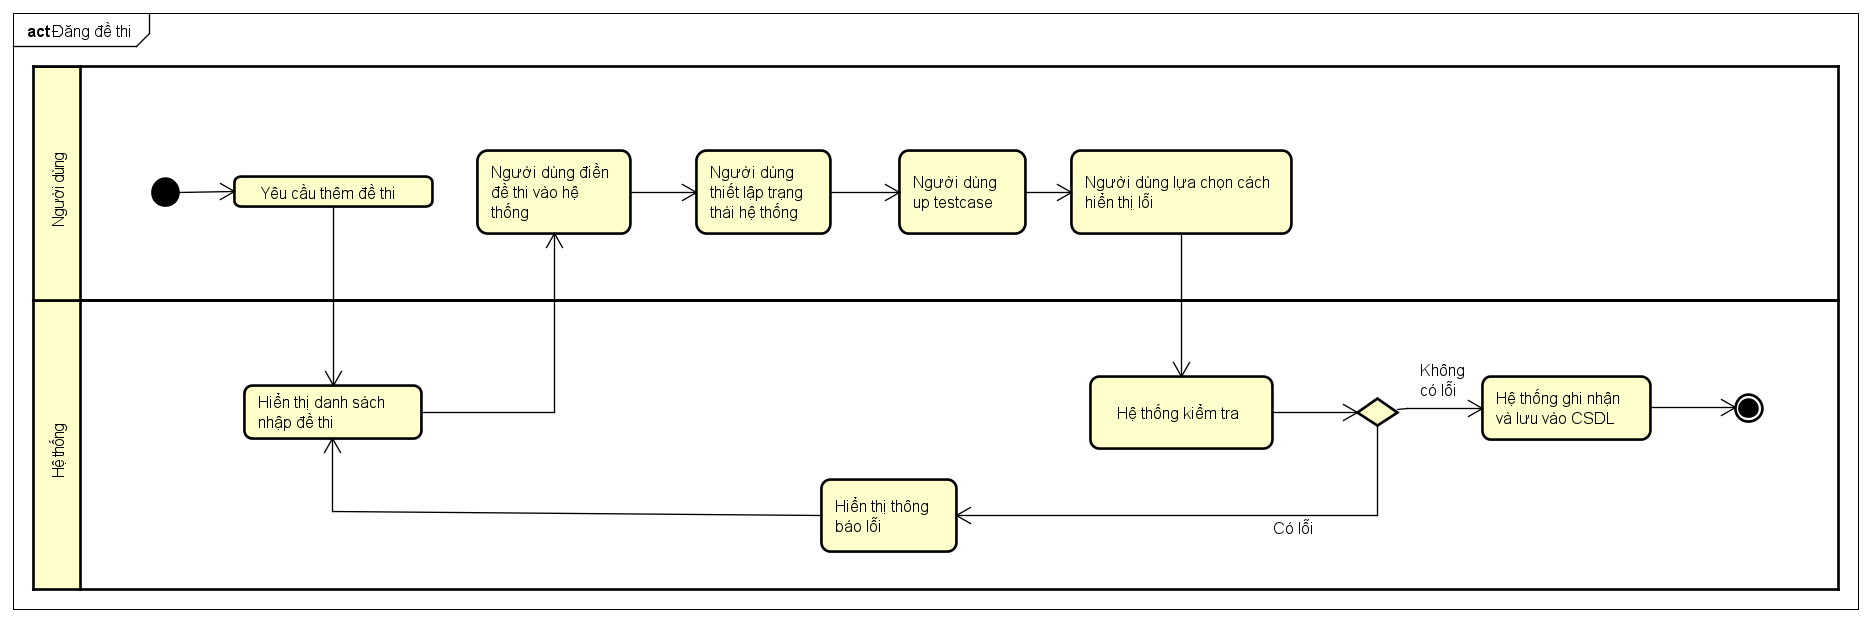 act Đăng đề thi
Người dùng
Yêu cầu thêm đề thi
Người dùng điền
đề thi vào hệ
thống
Người dùng
thiết lập trạng
thái hệ thống
Người dùng
up testcase
Người dùng lựa chọn cách
hiển thị lỗi
Hệ thống
Hiển thị danh sách
nhập đề thi
Hệ thống kiểm tra
Không
có lỗi
Hệ thống ghi nhận
và lưu vào CSDL
Hiển thị thông
báo lỗi
Có lỗi